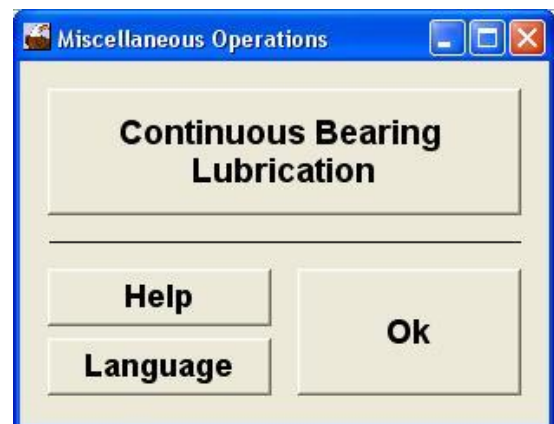 Miscellaneous Operations
Continuous Bearing
Lubrication
Help
Language
Ok